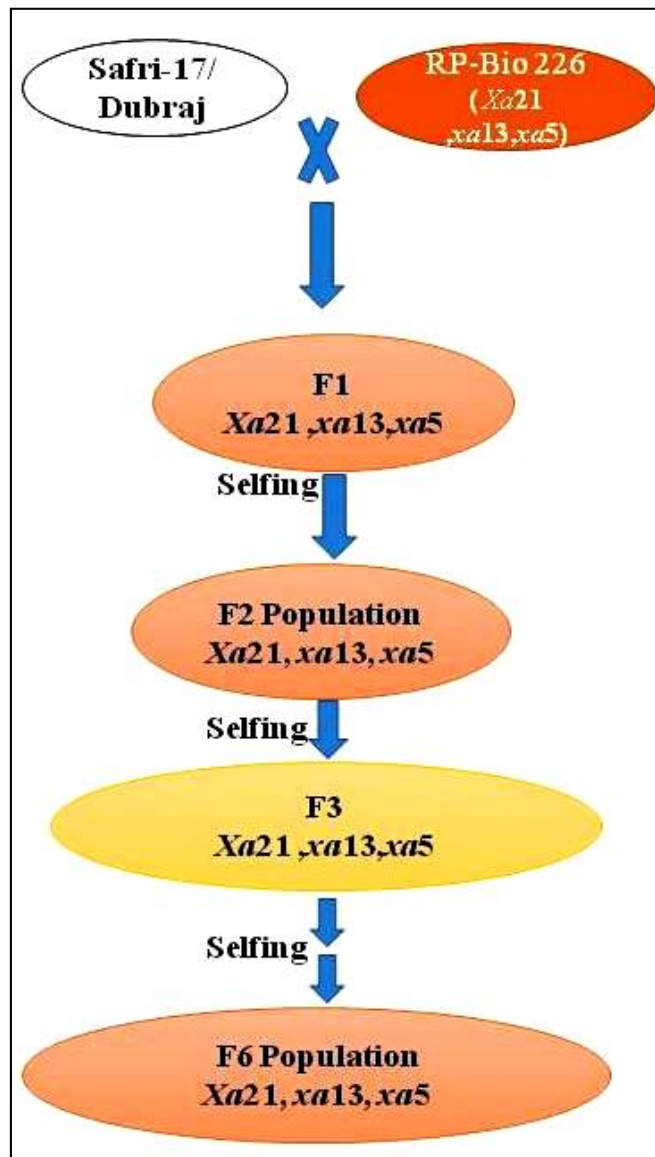 Safri-17/
Dubraj
RP-Bio 226
(Xa21
,xa13,xa5)
F1
Xa21 ,xa13,xa5
Selfing
F2 Population
Xa21, xa13, xa5
Selfing
F3
Xa21 ,xa13,xa5
Selfing
F6 Population
Xa21, xa13, xa5